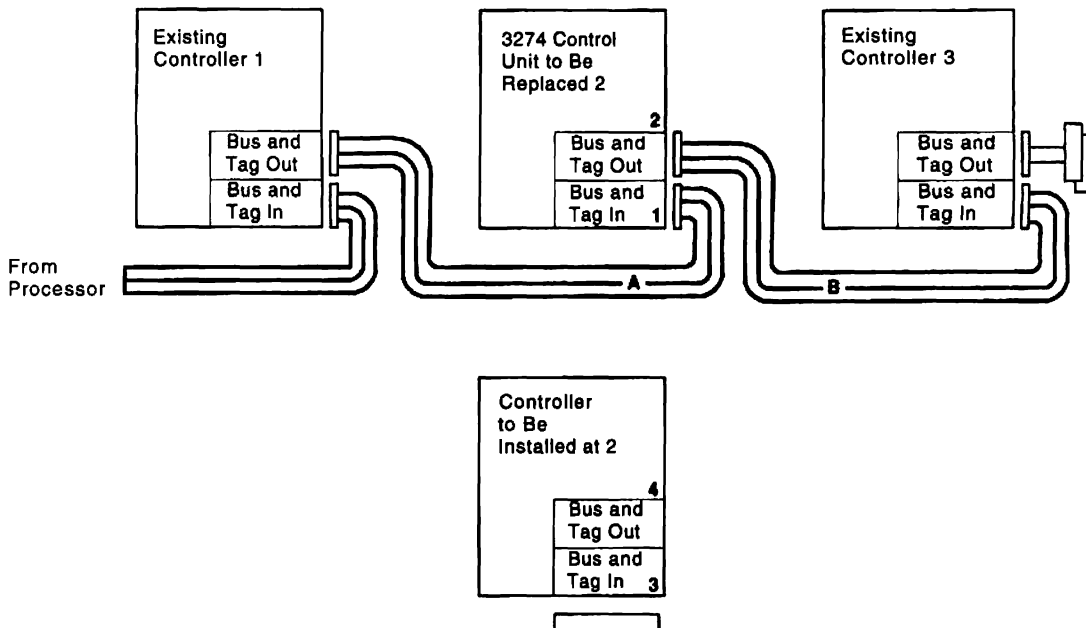 Existing
Controller 1
Bus and
Tag Out
Bus and
Tag In
3274 Control
Unit to Be
Replaced 2
2
Bus and
Tag Out
Bus and
Tag In 1
Existing
Controller 3
Bus and
Tag Out
Bus and
Tag In
From
Processor
A
B
Controller
to Be
Installed at 2
4
Bus and
Tag Out
Bus and
Tag In 3